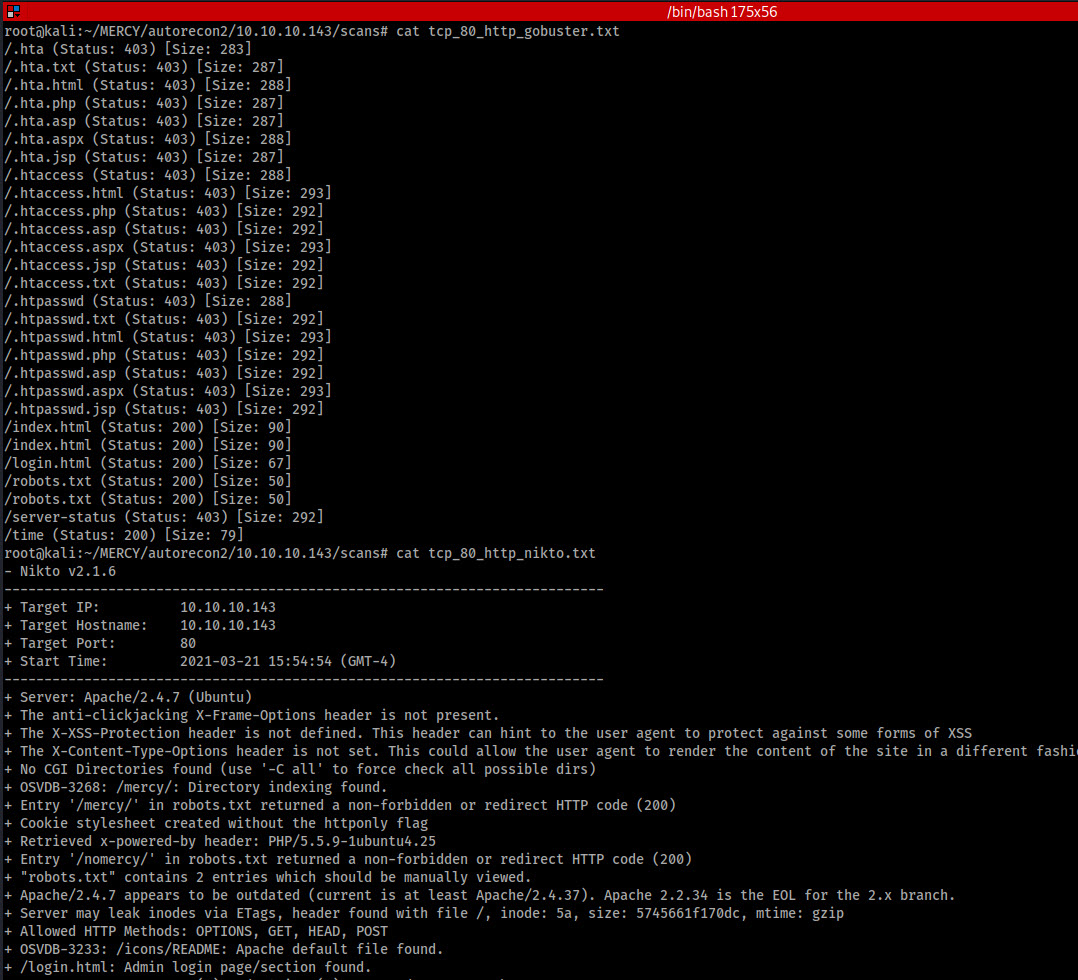 /bin/bash 175x56
root@kali:~/MERCY/autorecon2/10.10.10.143/scans# cat tcp_80_http_gobuster.txt
/.hta (Status: 403) [Size: 283]
/.hta.txt (Status: 403) [Size: 287]
/.hta.html (Status: 403) [Size: 288]
/.hta.php (Status: 403) [Size: 287]
/.hta.asp (Status: 403) [Size: 287]
/.hta.aspx (Status: 403) [Size: 288]
/.hta.jsp (Status: 403) [Size: 287]
/.htaccess (Status: 403) [Size: 288]
/.htaccess.html (Status: 403) [Size: 293]
/.htaccess.php (Status: 403) [Size: 292]
/.htaccess.asp (Status: 403) [Size: 292]
/.htaccess.aspx (Status: 403) [Size: 293]
/.htaccess.jsp (Status: 403) [Size: 292]
/.htaccess.txt (Status: 403) [Size: 292]
/.htpasswd (Status: 403) [Size: 288]
/.htpasswd.txt (Status: 403) [Size: 292]
/.htpasswd.html (Status: 403) [Size: 293]
/.htpasswd.php (Status: 403) [Size: 292]
/.htpasswd.asp (Status: 403) [Size: 292]
/.htpasswd.aspx (Status: 403) [Size: 293]
/.htpasswd.jsp (Status: 403) [Size: 292]
/index.html (Status: 200) [Size: 90]
/index.html (Status: 200) [Size: 90]
/login.html (Status: 200) [Size: 67]
/robots.txt (Status: 200) [Size: 50]
/robots.txt (Status: 200) [Size: 50]
/server-status (Status: 403) [Size: 292]
/time (Status: 200) [Size: 79]
root@kali:~/MERCY/autorecon2/10.10.10.143/scans# cat tcp_80_http_nikto.txt
- Nikto v2.1.6
---------------------------------------------------------------------------
+ Target IP:          10.10.10.143
+ Target Hostname:    10.10.10.143
+ Target Port:        80
+ Start Time:         2021-03-21 15:54:54 (GMT-4)
---------------------------------------------------------------------------
+ Server: Apache/2.4.7 (Ubuntu)
+ The anti-clickjacking X-Frame-Options header is not present.
+ The X-XSS-Protection header is not defined. This header can hint to the user agent to protect against some forms of XSS
+ The X-Content-Type-Options header is not set. This could allow the user agent to render the content of the site in a different fashi
+ No CGI Directories found (use '-C all' to force check all possible dirs)
+ OSVDB-3268: /mercy/: Directory indexing found.
+ Entry '/mercy/' in robots.txt returned a non-forbidden or redirect HTTP code (200)
+ Cookie stylesheet created without the httponly flag
+ Retrieved x-powered-by header: PHP/5.5.9-1ubuntu4.25
+ Entry '/nomercy/' in robots.txt returned a non-forbidden or redirect HTTP code (200)
+ "robots.txt" contains 2 entries which should be manually viewed.
+ Apache/2.4.7 appears to be outdated (current is at least Apache/2.4.37). Apache 2.2.34 is the EOL for the 2.x branch.
+ Server may leak inodes via ETags, header found with file /, inode: 5a, size: 5745661f170dc, mtime: gzip
+ Allowed HTTP Methods: OPTIONS, GET, HEAD, POST
+ OSVDB-3233: /icons/README: Apache default file found.
+ /login.html: Admin login page/section found.